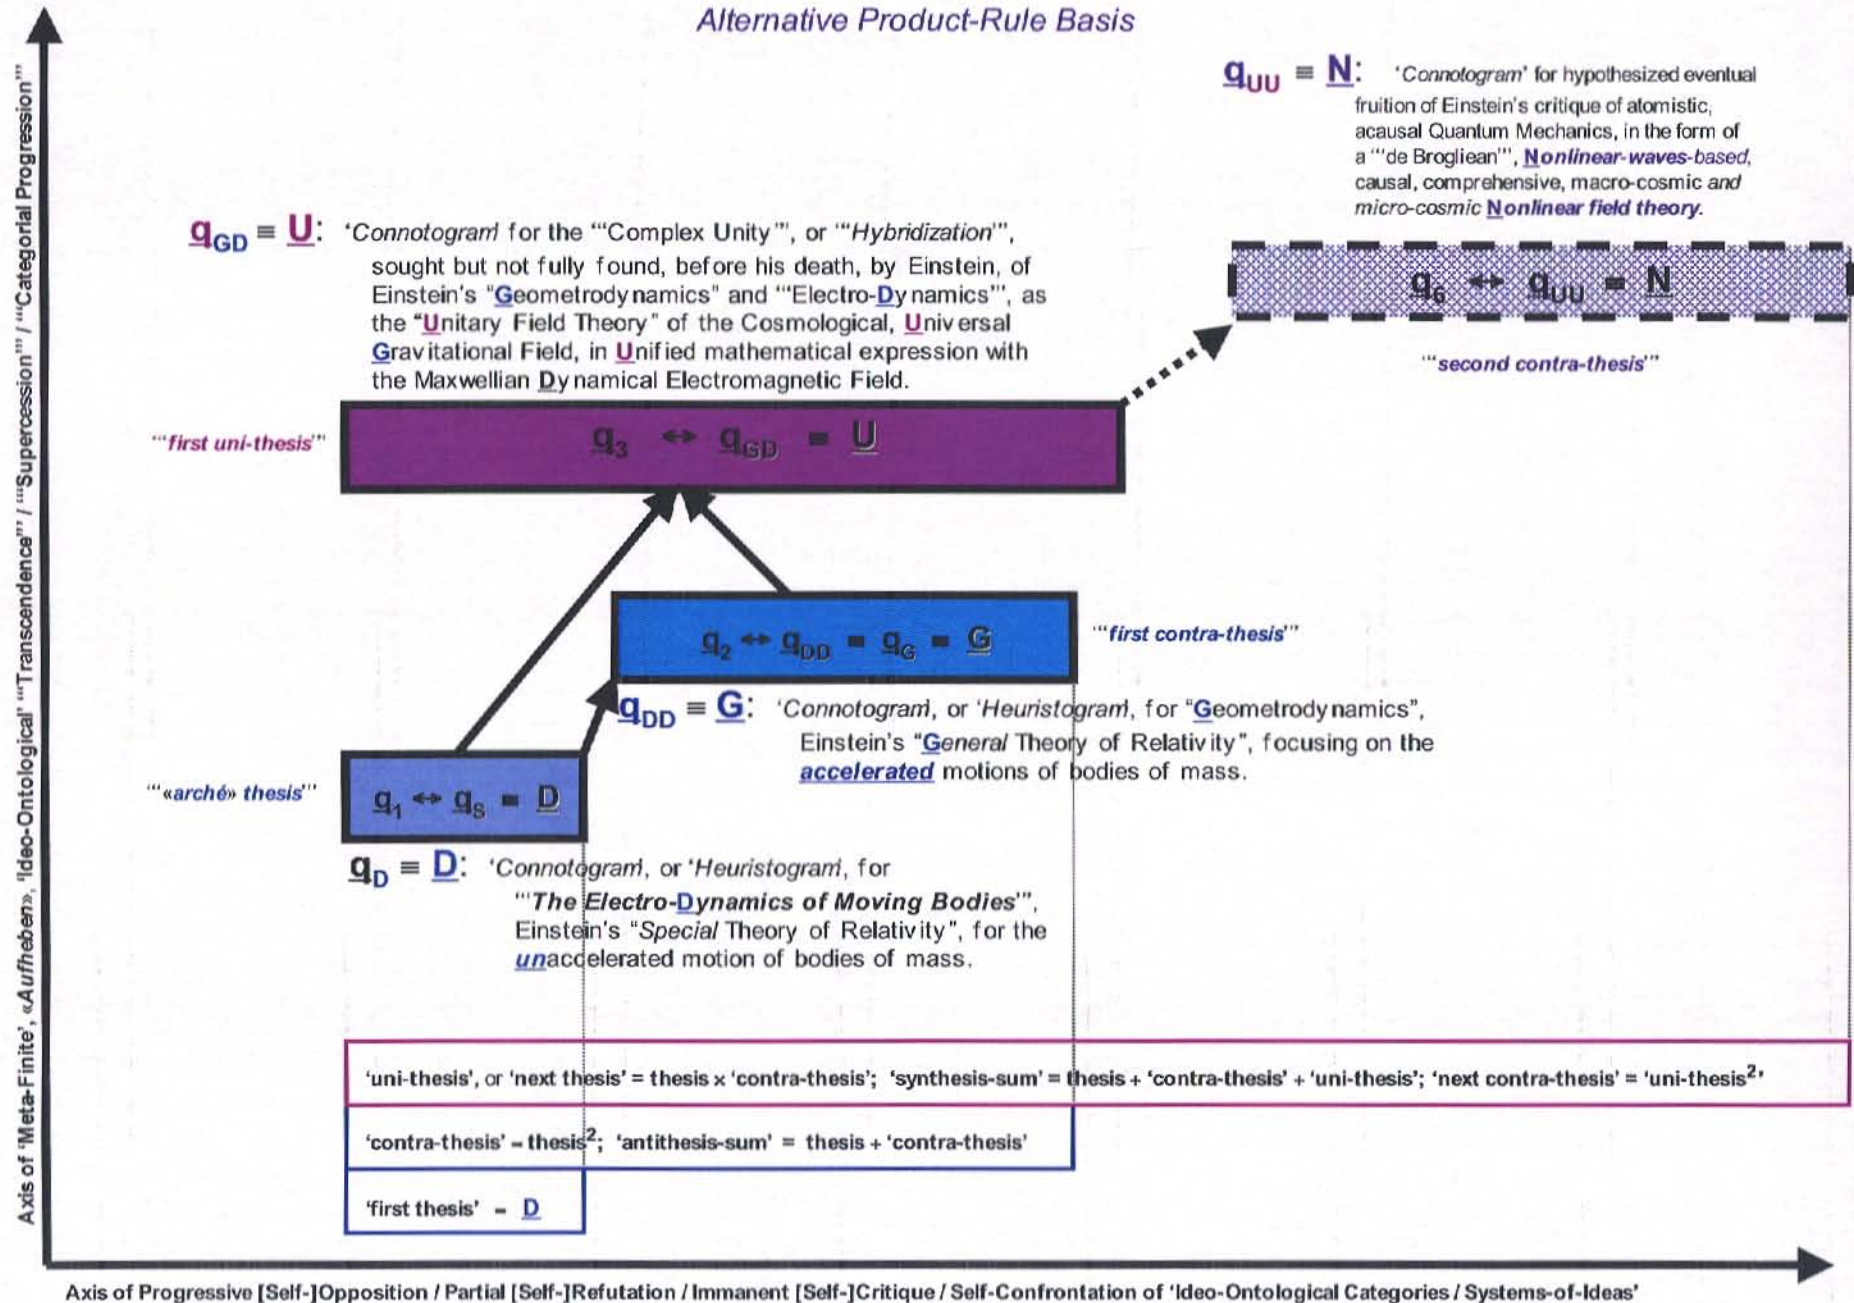 Alternative Product-Rule Basis
q_UU ≡ N: 'Connotogram' for hypothesized eventual
fruition of Einstein's critique of atomistic,
acausal Quantum Mechanics, in the form of
a '''de Brogliean''', Nonlinear-waves-based,
causal, comprehensive, macro-cosmic and
micro-cosmic Nonlinear field theory.
q_GD ≡ U: 'Connotogram' for the '''Complex Unity''', or '''Hybridization''',
sought but not fully found, before his death, by Einstein, of
Einstein's "Geometrodynamics" and '''Electro-Dynamics''', as
the "Unitary Field Theory" of the Cosmological, Universal
Gravitational Field, in Unified mathematical expression with
the Maxwellian Dynamical Electromagnetic Field.
q6 ↔ q_UU = N
'''second contra-thesis'''
'''first uni-thesis'''
q3 ↔ q_GD = U
q2 ↔ q_DD = q_G = G
'''first contra-thesis'''
q_DD ≡ G: 'Connotogram', or 'Heuristogram', for "Geometrodynamics",
Einstein's "General Theory of Relativity", focusing on the
accelerated motions of bodies of mass.
'''«arché» thesis'''
q1 ↔ q_S = D
q_D ≡ D: 'Connotogram', or 'Heuristogram', for
'''The Electro-Dynamics of Moving Bodies''',
Einstein's "Special Theory of Relativity", for the
unaccelerated motion of bodies of mass.
'uni-thesis', or 'next thesis' = thesis × 'contra-thesis'; 'synthesis-sum' = thesis + 'contra-thesis' + 'uni-thesis'; 'next contra-thesis' = 'uni-thesis²'
'contra-thesis' = thesis²; 'antithesis-sum' = thesis + 'contra-thesis'
'first thesis' = D
Axis of 'Meta-Finite', «Aufheben», 'Ideo-Ontological' '''Transcendence''' / '''Supercession''' / '''Categorial Progression'''
Axis of Progressive [Self-]Opposition / Partial [Self-]Refutation / Immanent [Self-]Critique / Self-Confrontation of 'Ideo-Ontological Categories / Systems-of-Ideas'